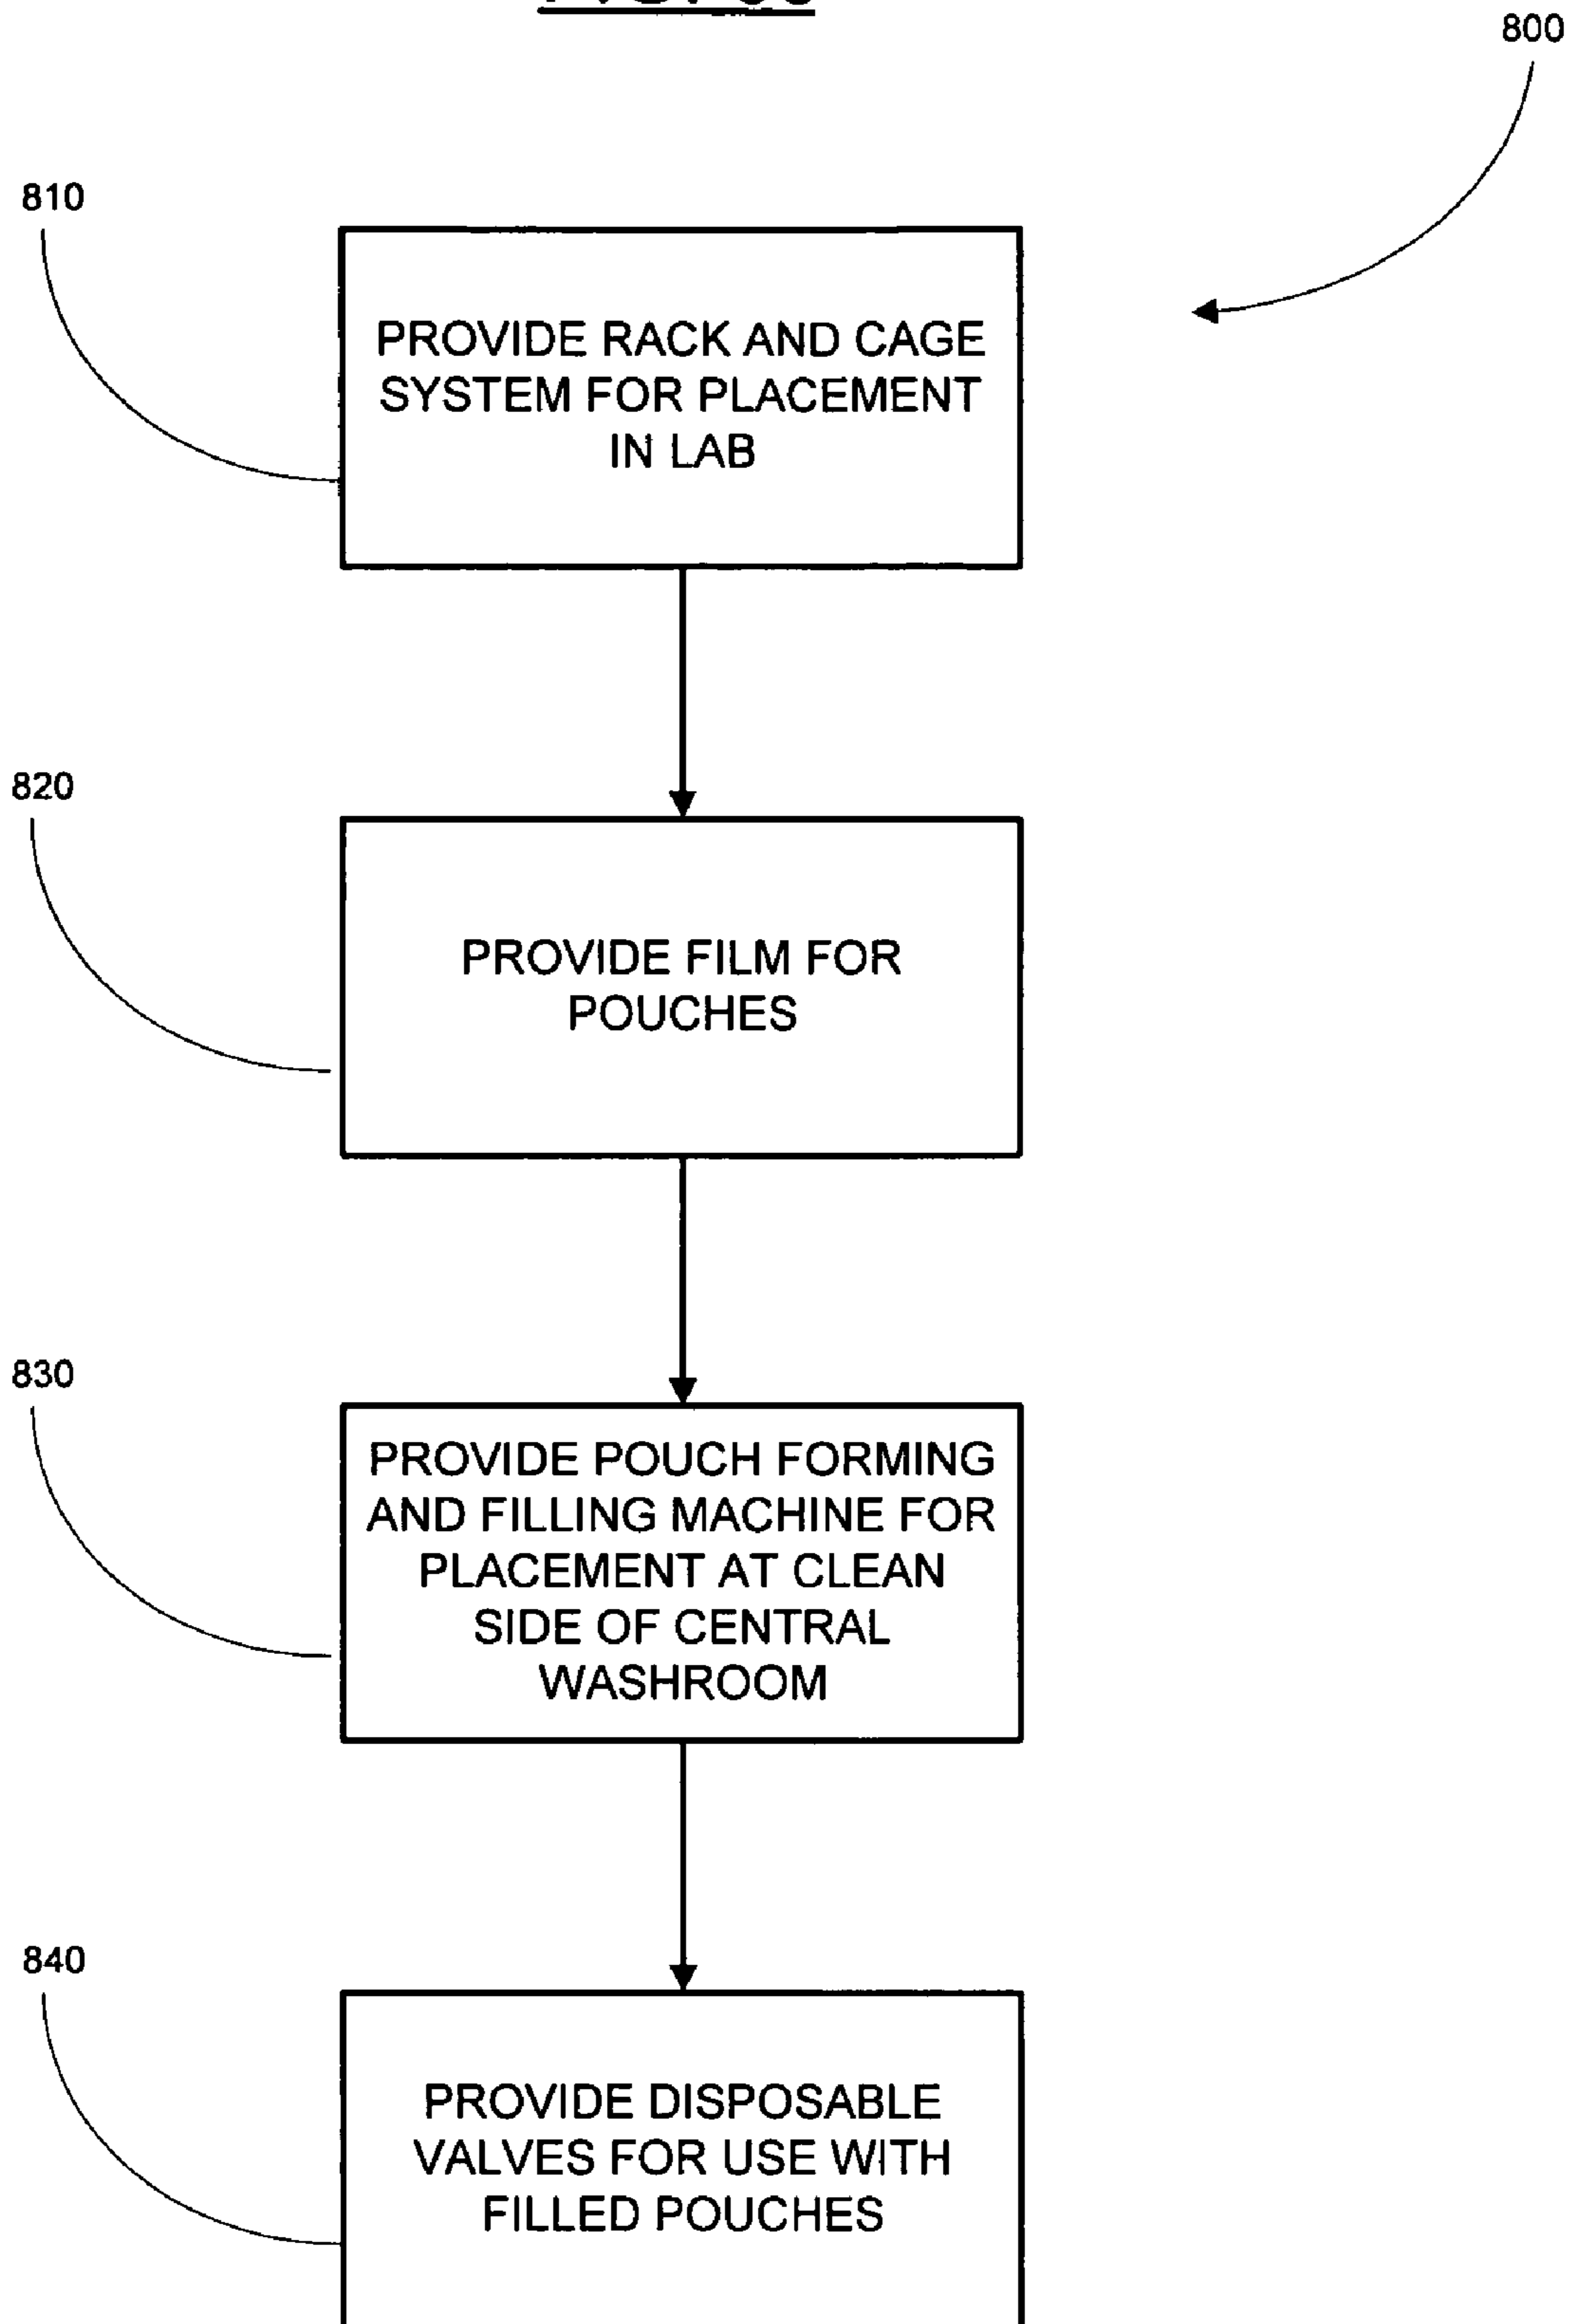 800
810
PROVIDE RACK AND CAGE
SYSTEM FOR PLACEMENT
IN LAB
820
PROVIDE FILM FOR
POUCHES
830
PROVIDE POUCH FORMING
AND FILLING MACHINE FOR
PLACEMENT AT CLEAN
SIDE OF CENTRAL
WASHROOM
840
PROVIDE DISPOSABLE
VALVES FOR USE WITH
FILLED POUCHES